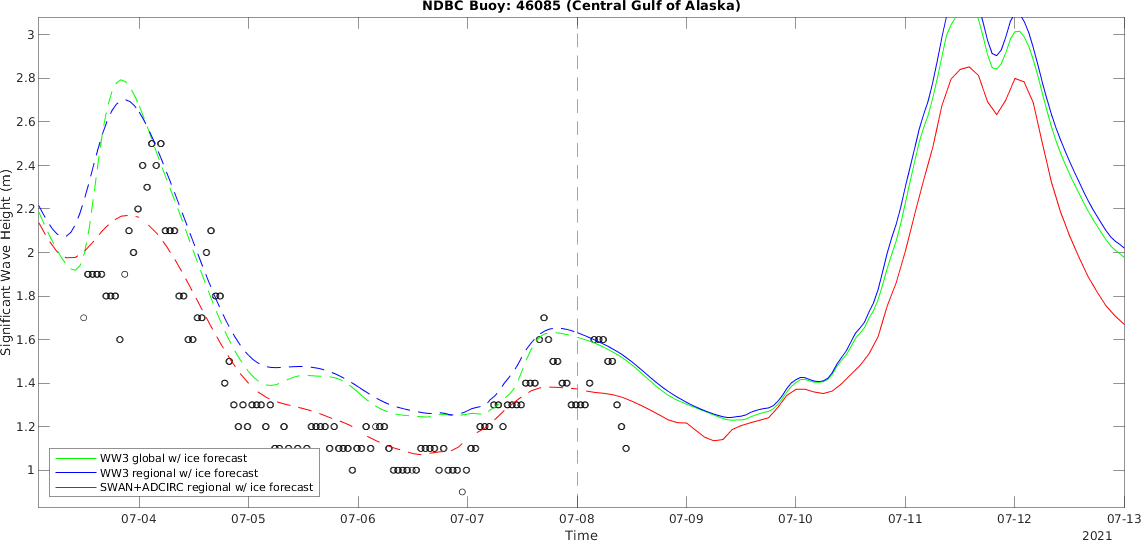 NDBC Buoy: 46085 (Central Gulf of Alaska)
Significant Wave Height (m)
3
2.8
2.6
2.4
2.2
2
1.8
1.6
1.4
1.2
1
WW3 global w/ ice forecast
WW3 regional w/ ice forecast
SWAN+ADCIRC regional w/ ice forecast
07-04 07-05 07-06 07-07 07-08 07-09 07-10 07-11 07-12 07-13
Time
2021